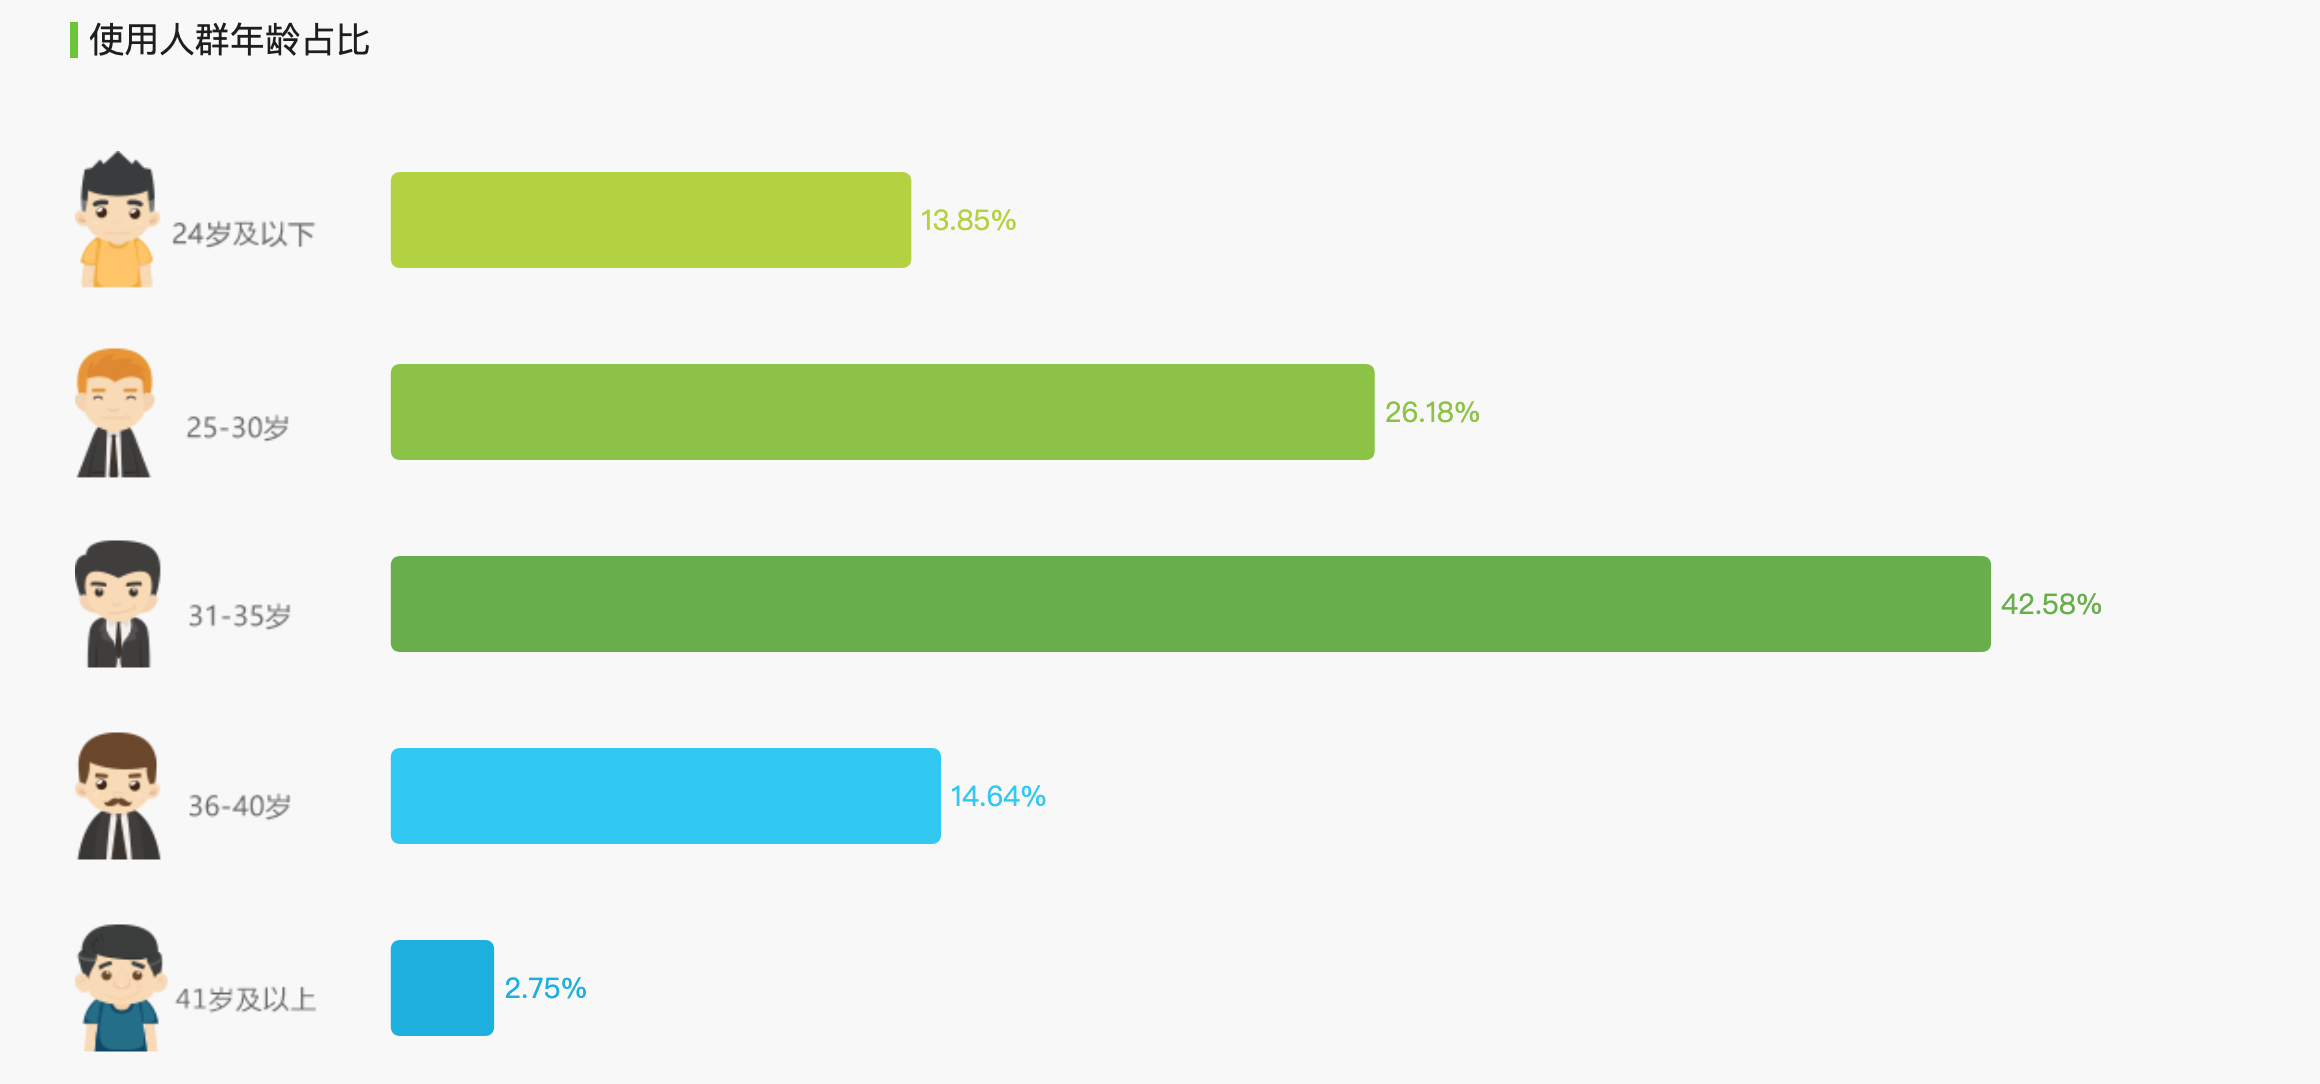 使用人群年龄占比
24岁及以下 13.85%
25-30岁 26.18%
31-35岁 42.58%
36-40岁 14.64%
41岁及以上 2.75%